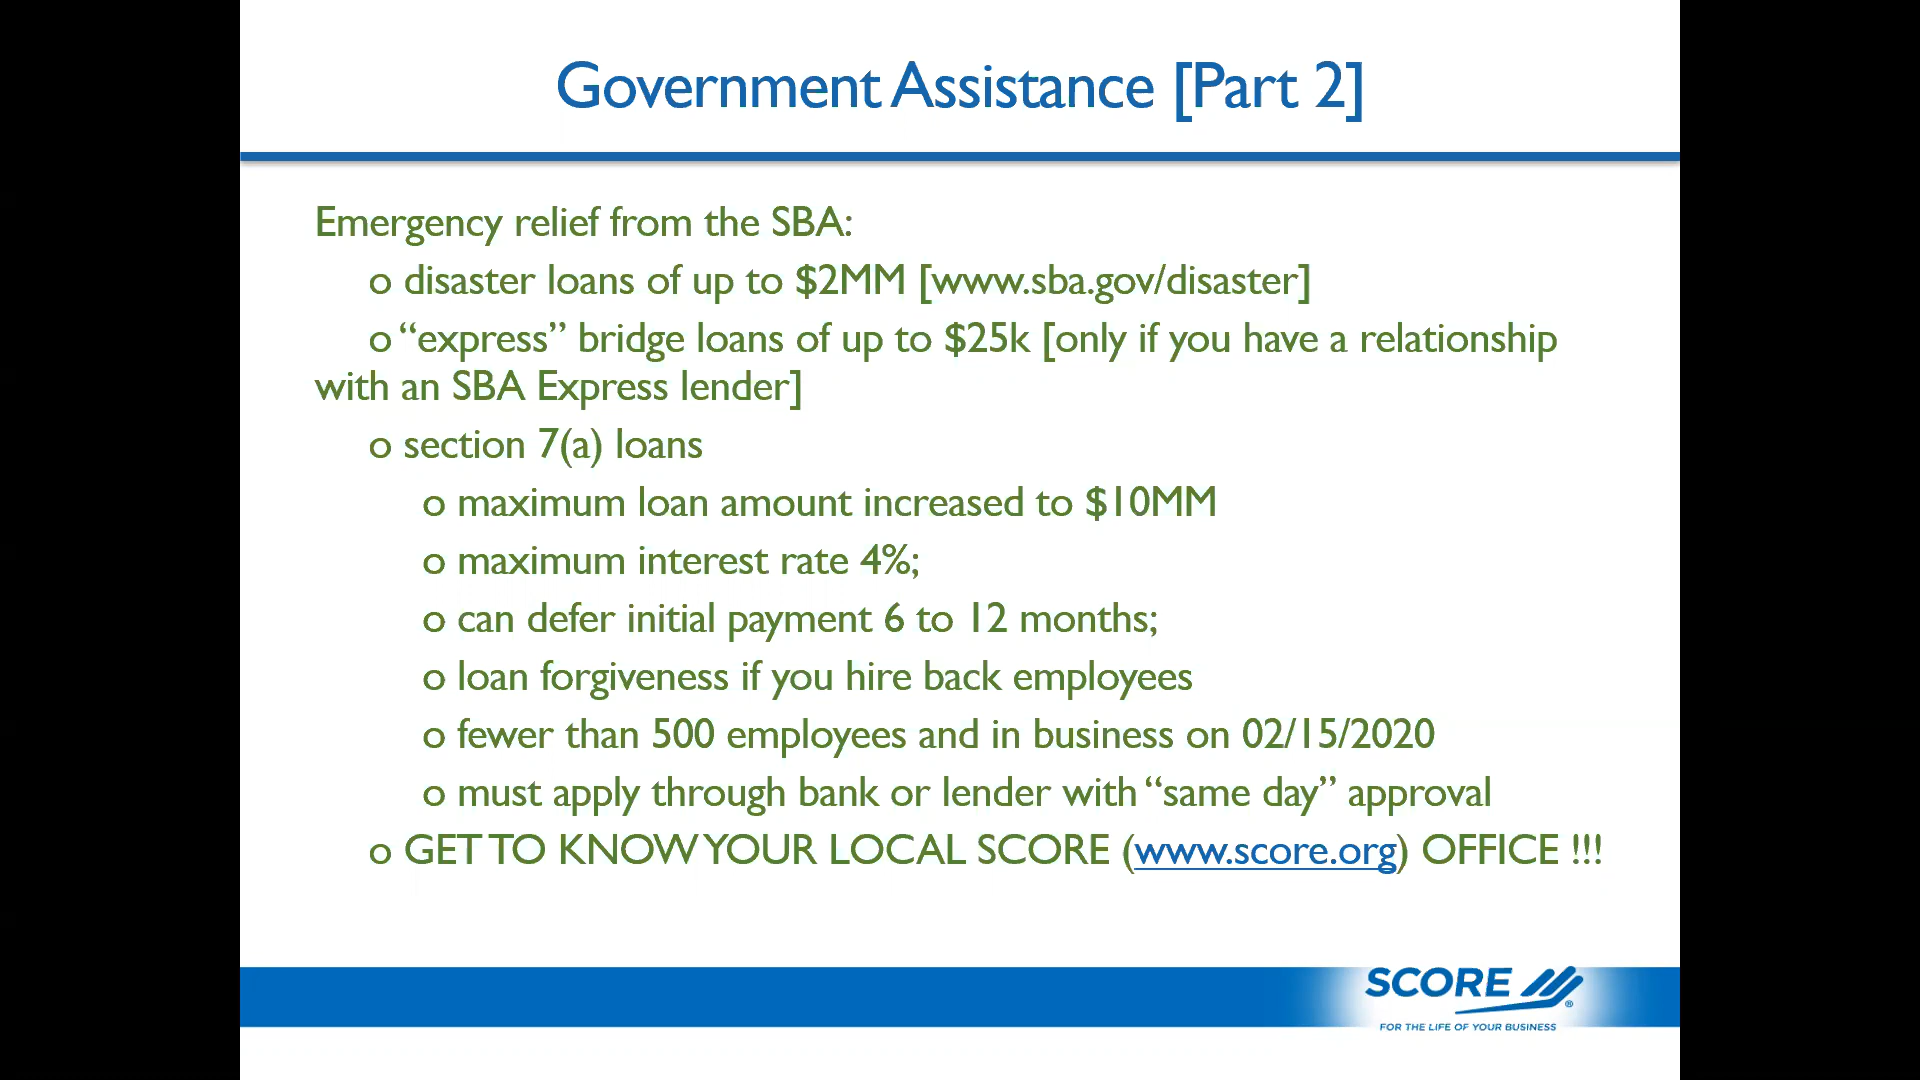 Government Assistance [Part 2]
Emergency relief from the SBA:
o disaster loans of up to $2MM [www.sba.gov/disaster]
o “express” bridge loans of up to $25k [only if you have a relationship
with an SBA Express lender]
o section 7(a) loans
o maximum loan amount increased to $10MM
o maximum interest rate 4%;
o can defer initial payment 6 to 12 months;
o loan forgiveness if you hire back employees
o fewer than 500 employees and in business on 02/15/2020
o must apply through bank or lender with “same day” approval
o GET TO KNOW YOUR LOCAL SCORE (www.score.org) OFFICE !!!
SCORE ®
FOR THE LIFE OF YOUR BUSINESS